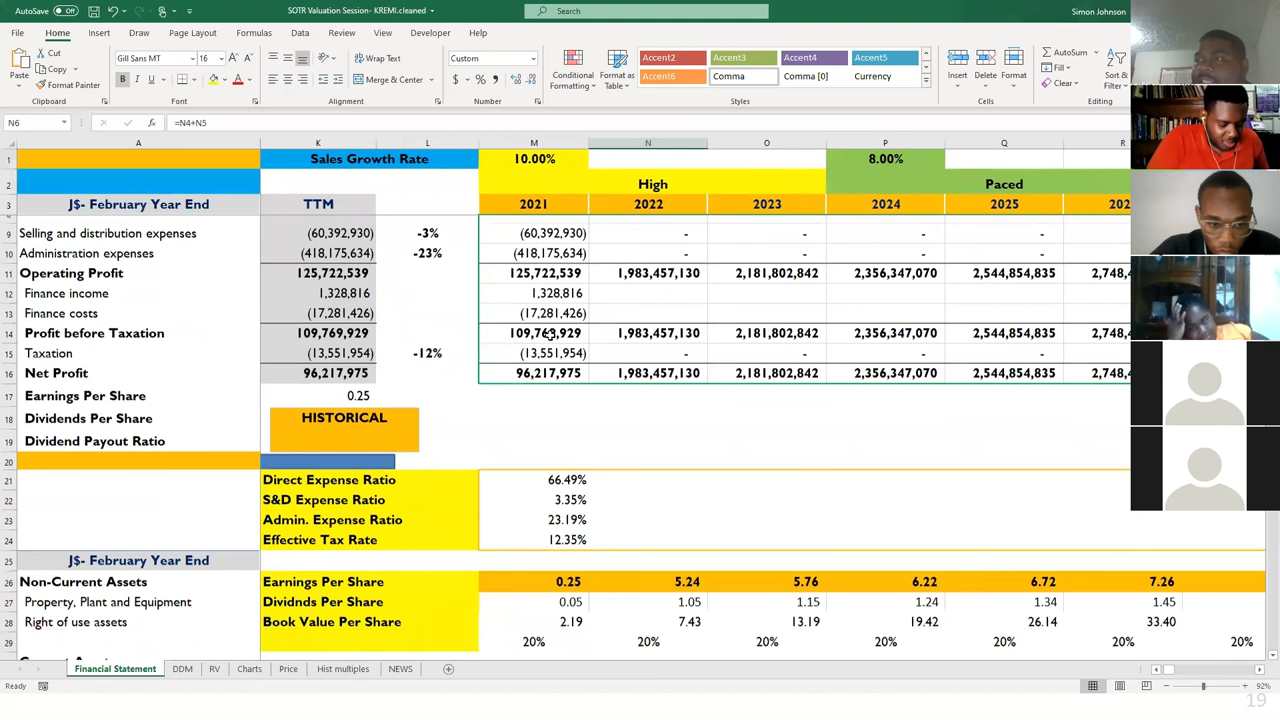 AutoSave Off SOTR Valuation Session- KREMI.cleaned Search Simon Johnson
File Home Insert Draw Page Layout Formulas Data Review View Developer Help
Cut Copy Format Painter Paste Clipboard
Gill Sans MT 16 B I U Font
Wrap Text Merge & Center Alignment
Comma $ % Number
Conditional Formatting Format as Table
Accent2 Accent3 Accent4 Accent5
Accent6 Comma Comma [0] Currency
Styles
Insert Delete Format Cells
AutoSum Fill Clear Sort & Filter Editing
N6 =N4+N5
A K L M N O P Q R
1 Sales Growth Rate 10.00% 8.00%
2 High Paced
3 J$- February Year End TTM 2021 2022 2023 2024 2025 202
9 Selling and distribution expenses (60,392,930) -3% (60,392,930) - - - -
10 Administration expenses (418,175,634) -23% (418,175,634) - - - -
11 Operating Profit 125,722,539 125,722,539 1,983,457,130 2,181,802,842 2,356,347,070 2,544,854,835 2,748,4
12 Finance income 1,328,816 1,328,816
13 Finance costs (17,281,426) (17,281,426)
14 Profit before Taxation 109,769,929 109,769,929 1,983,457,130 2,181,802,842 2,356,347,070 2,544,854,835 2,748,4
15 Taxation (13,551,954) -12% (13,551,954) - - - -
16 Net Profit 96,217,975 96,217,975 1,983,457,130 2,181,802,842 2,356,347,070 2,544,854,835 2,748,4
17 Earnings Per Share 0.25
18 Dividends Per Share HISTORICAL
19 Dividend Payout Ratio
20
21 Direct Expense Ratio 66.49%
22 S&D Expense Ratio 3.35%
23 Admin. Expense Ratio 23.19%
24 Effective Tax Rate 12.35%
25 J$- February Year End
26 Non-Current Assets Earnings Per Share 0.25 5.24 5.76 6.22 6.72 7.26
27 Property, Plant and Equipment Dividnds Per Share 0.05 1.05 1.15 1.24 1.34 1.45
28 Right of use assets Book Value Per Share 2.19 7.43 13.19 19.42 26.14 33.40
29 20% 20% 20% 20% 20% 20% 20%
Financial Statement DDM RV Charts Price Hist multiples NEWS
Ready 92%
19